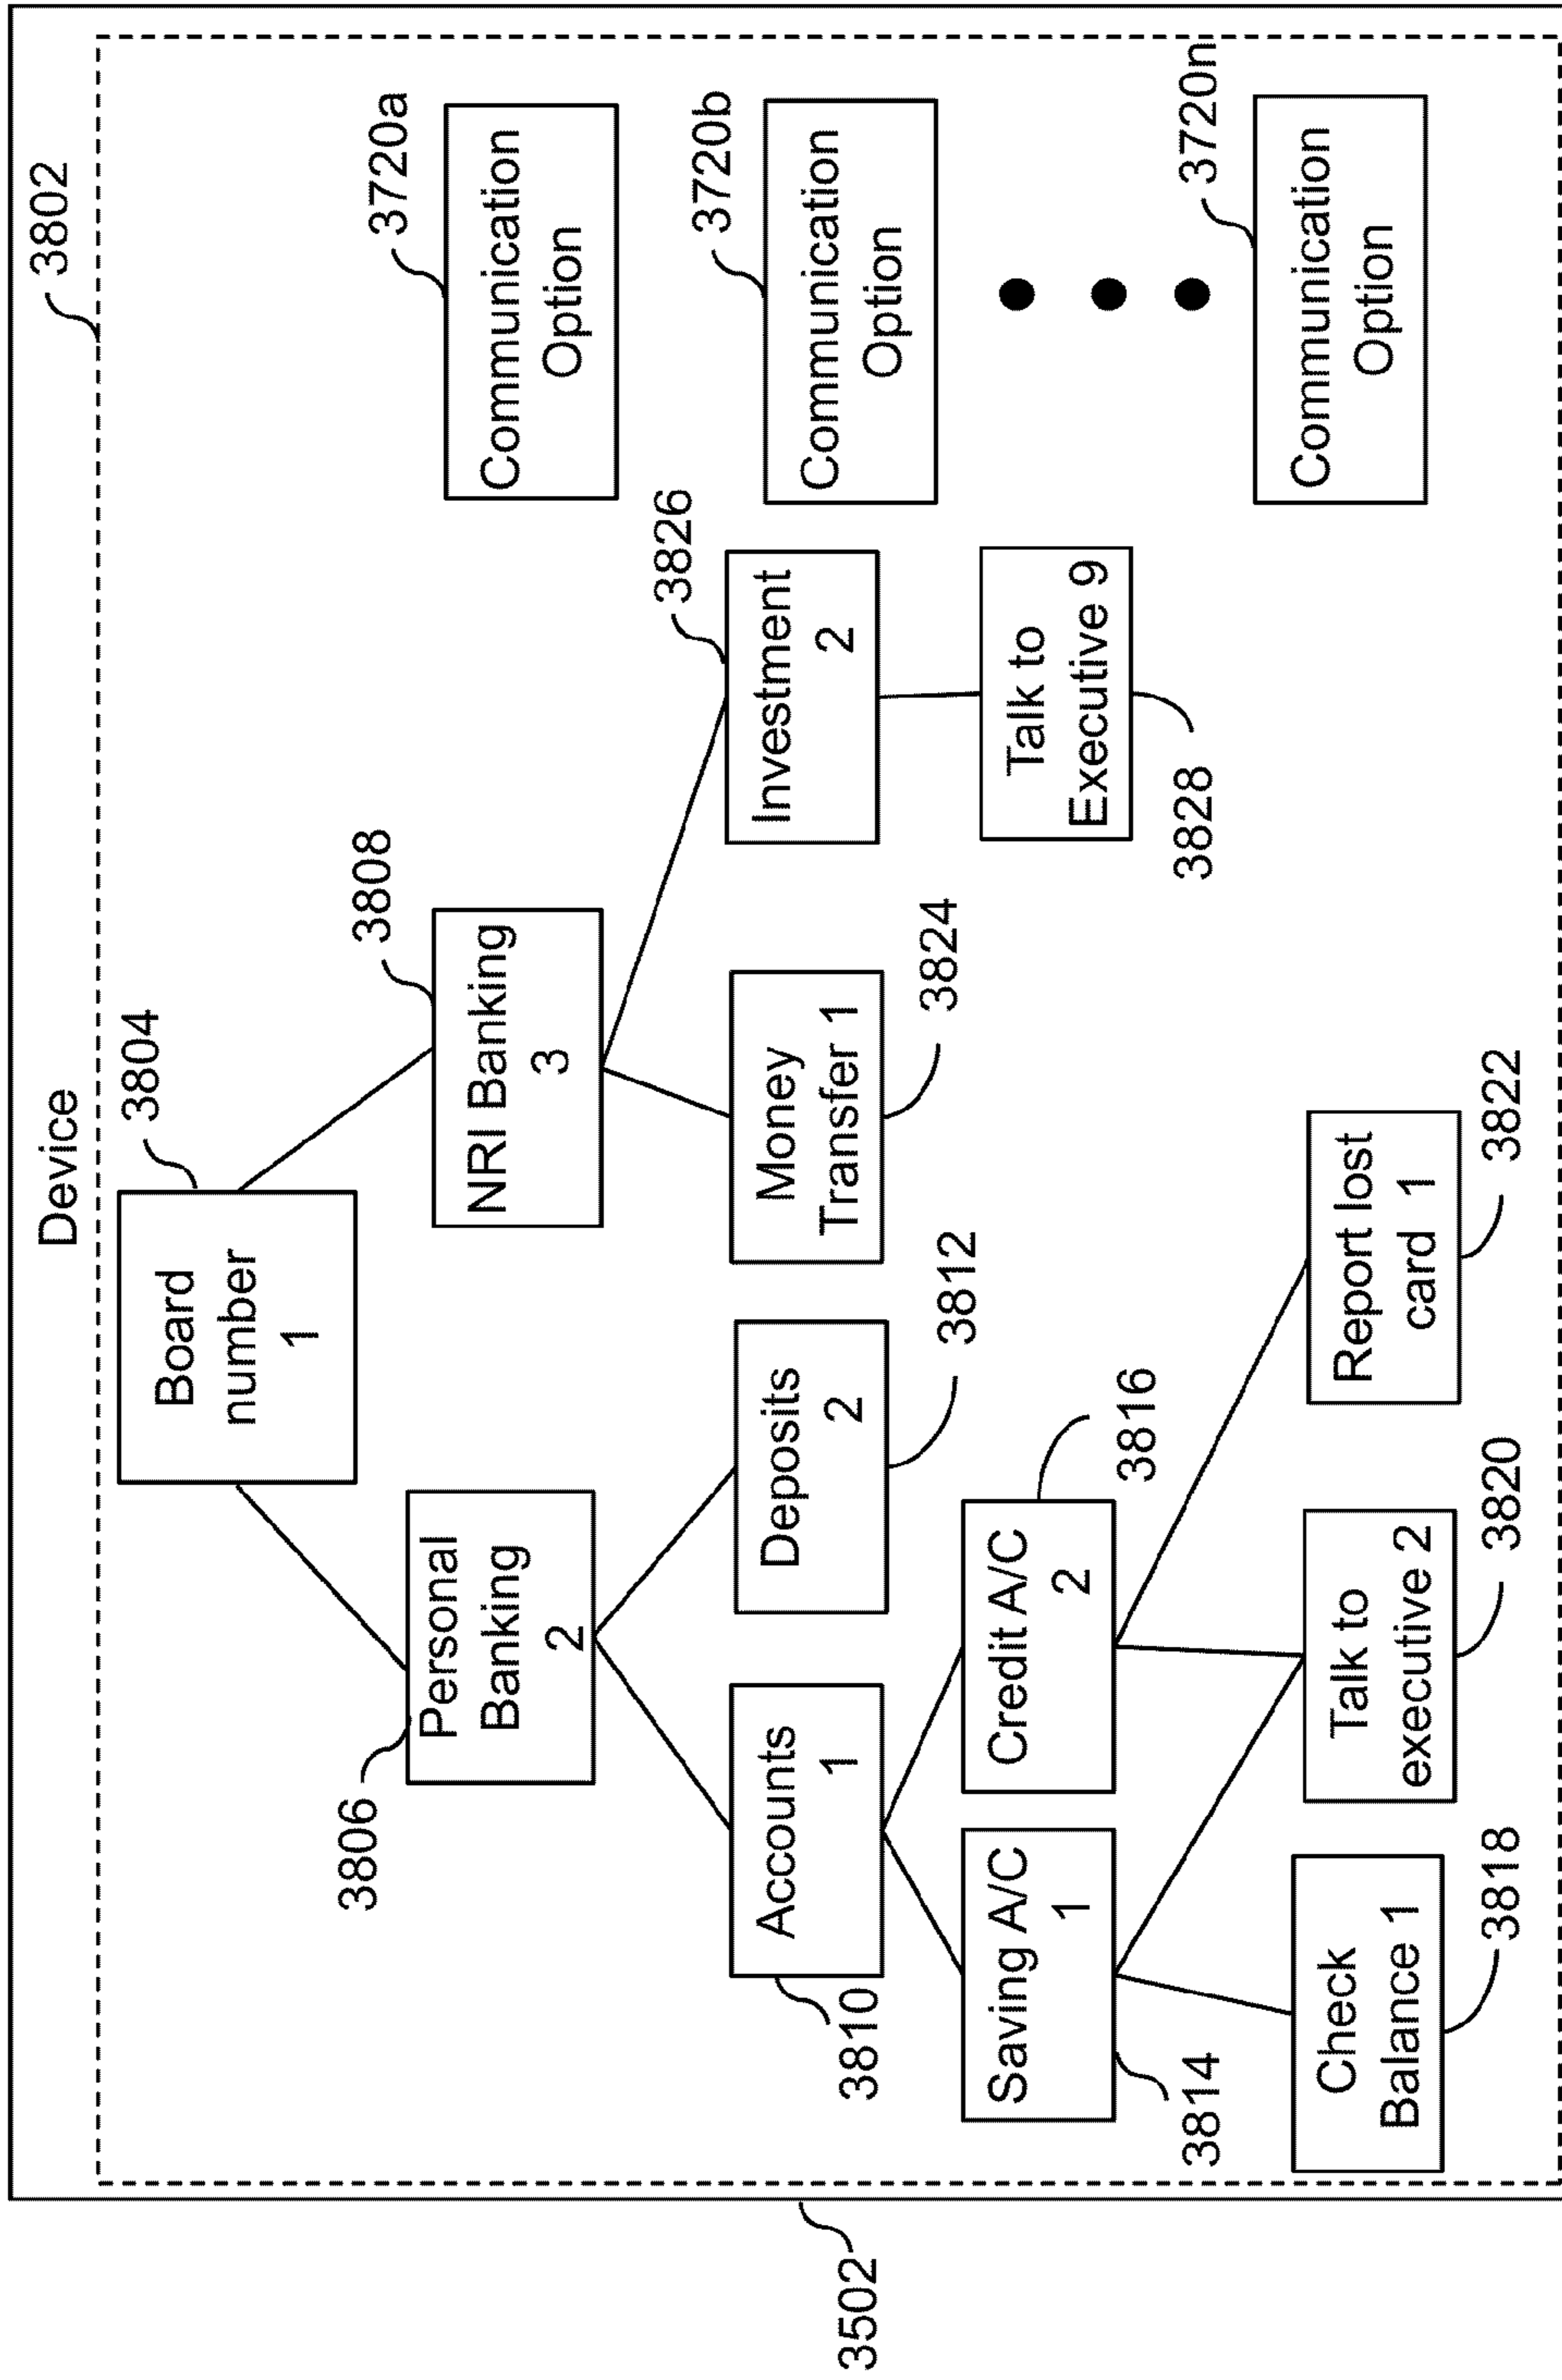 Device
3802
3502
Board
number
1
3804
3806
Personal
Banking
2
NRI Banking
3
3808
3810
Accounts
1
Deposits
2
3812
Money
Transfer 1
3824
Investment
2
3826
3814
Saving A/C
1
Credit A/C
2
3816
Talk to
Executive 9
3828
Check
Balance 1
3818
Talk to
executive 2
3820
Report lost
card 1
3822
Communication
Option
3720a
Communication
Option
3720b
Communication
Option
3720n